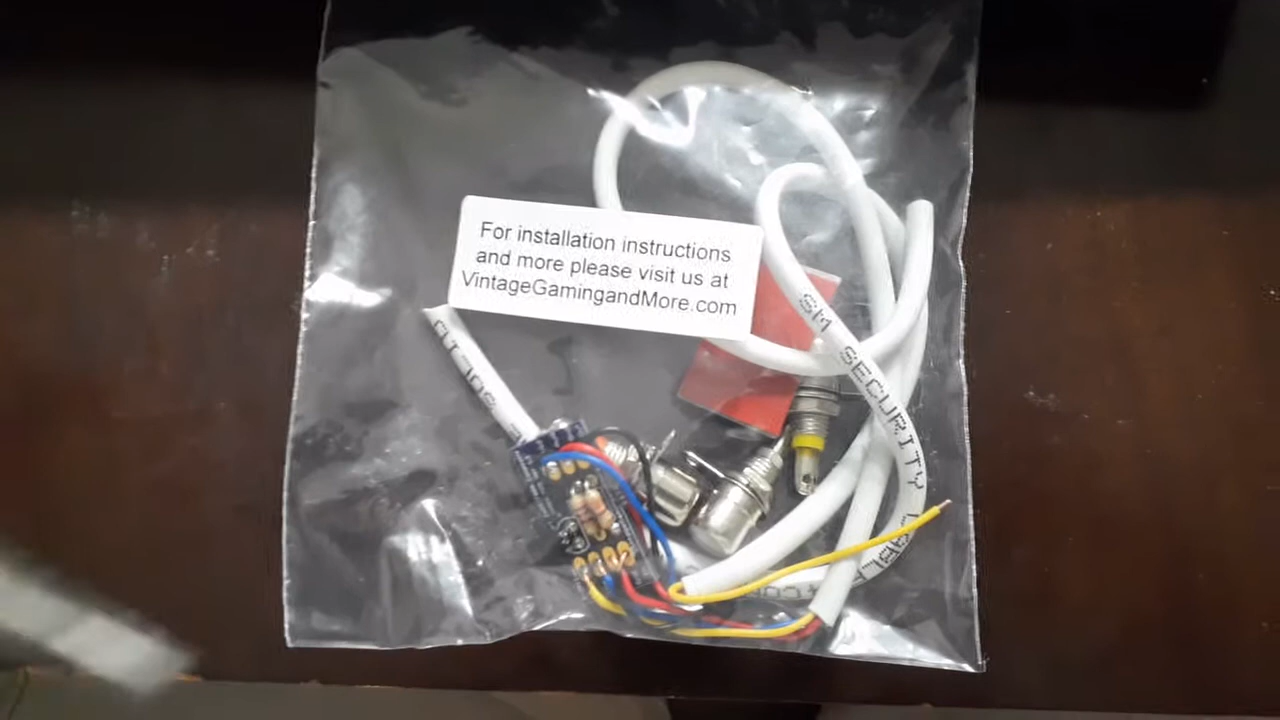 For installation instructions
and more please visit us at
VintageGamingandMore.com
SM SECURITY